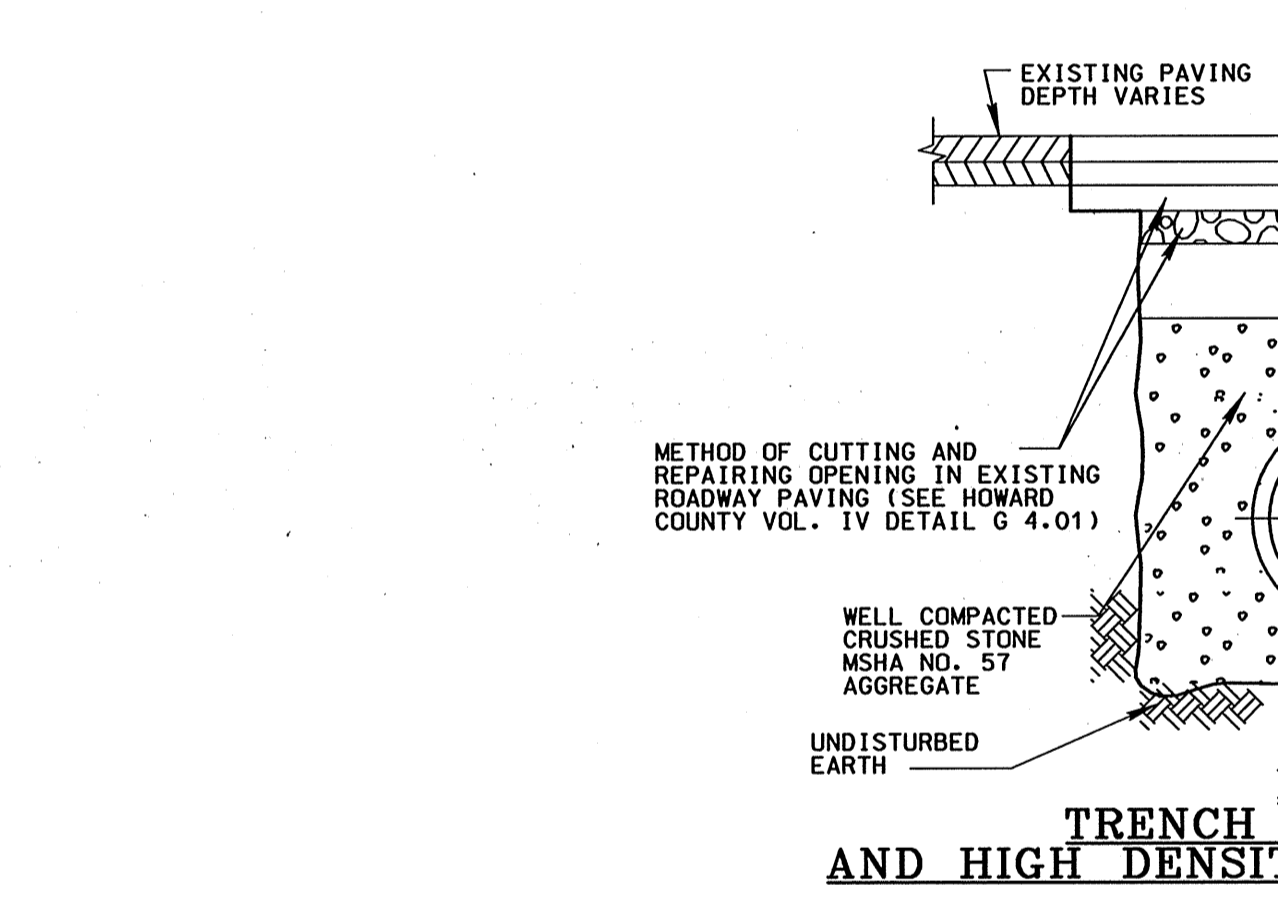 EXISTING PAVING
DEPTH VARIES
METHOD OF CUTTING AND
REPAIRING OPENING IN EXISTING
ROADWAY PAVING (SEE HOWARD
COUNTY VOL. IV DETAIL G 4.01)
WELL COMPACTED
CRUSHED STONE
MSHA NO. 57
AGGREGATE
UNDISTURBED
EARTH
TRENCH
AND HIGH DENSIT